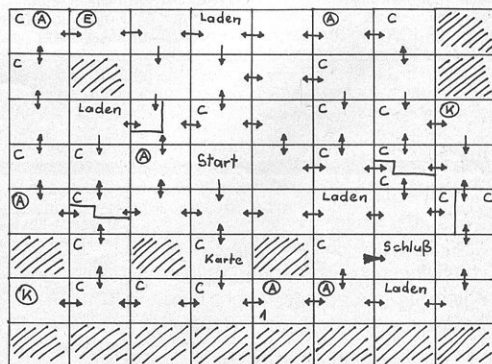 C A E Laden A C
C C
Laden C C K
C C A Start C C
A C Laden C C C
C C C Schluß
Karte
K C C C A A Laden
1